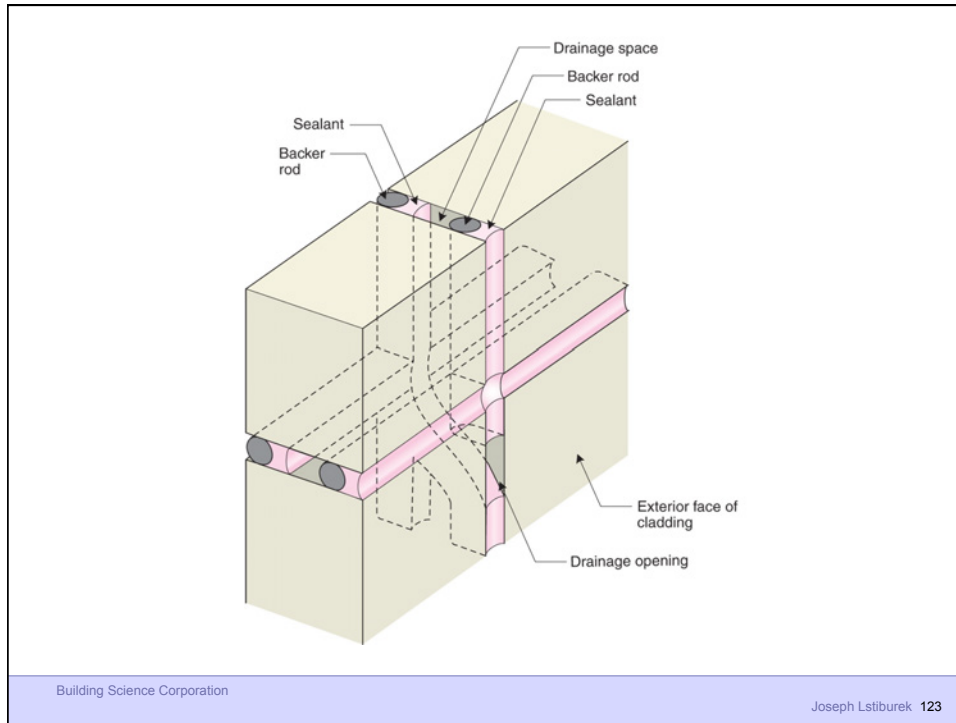 Drainage space
Backer rod
Sealant
Sealant
Backer
rod
Exterior face of
cladding
Drainage opening
Building Science Corporation
Joseph Lstiburek 123